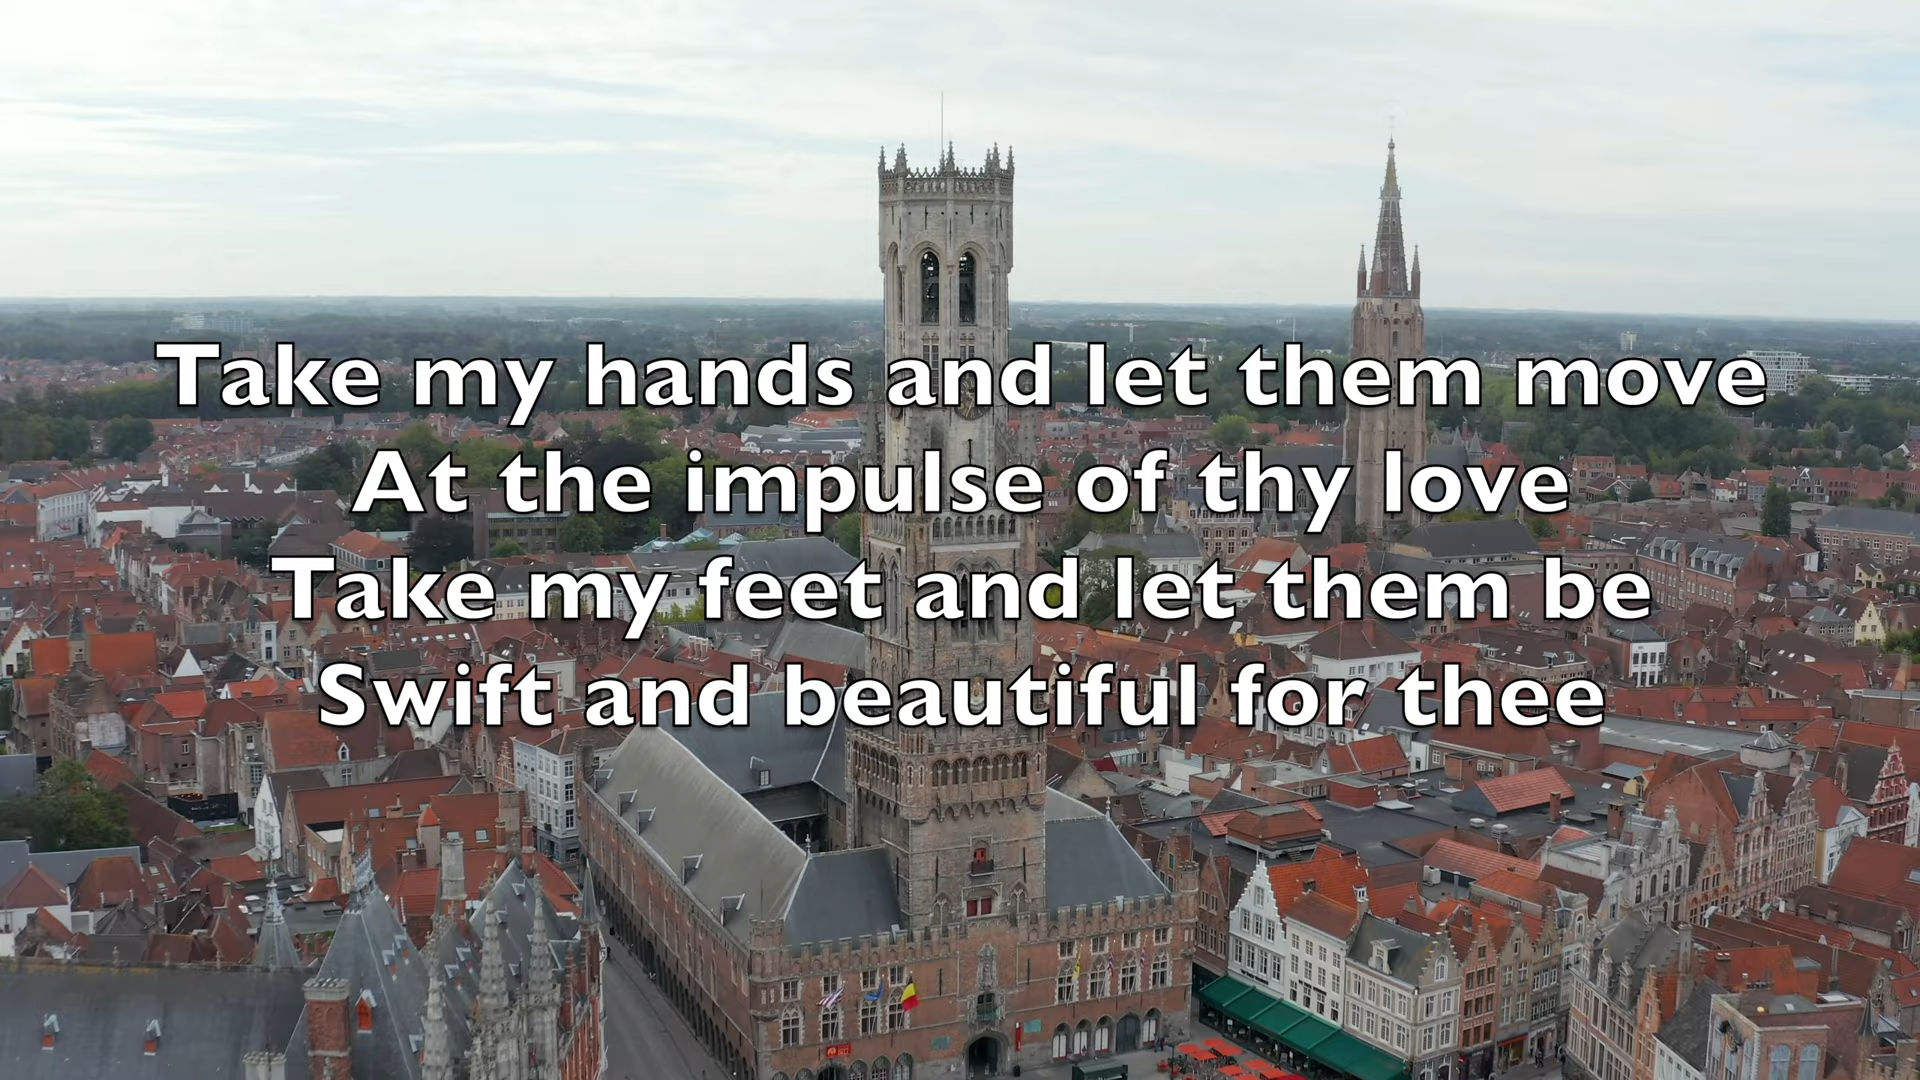 Take my hands and let them move
At the impulse of thy love
Take my feet and let them be
Swift and beautiful for thee